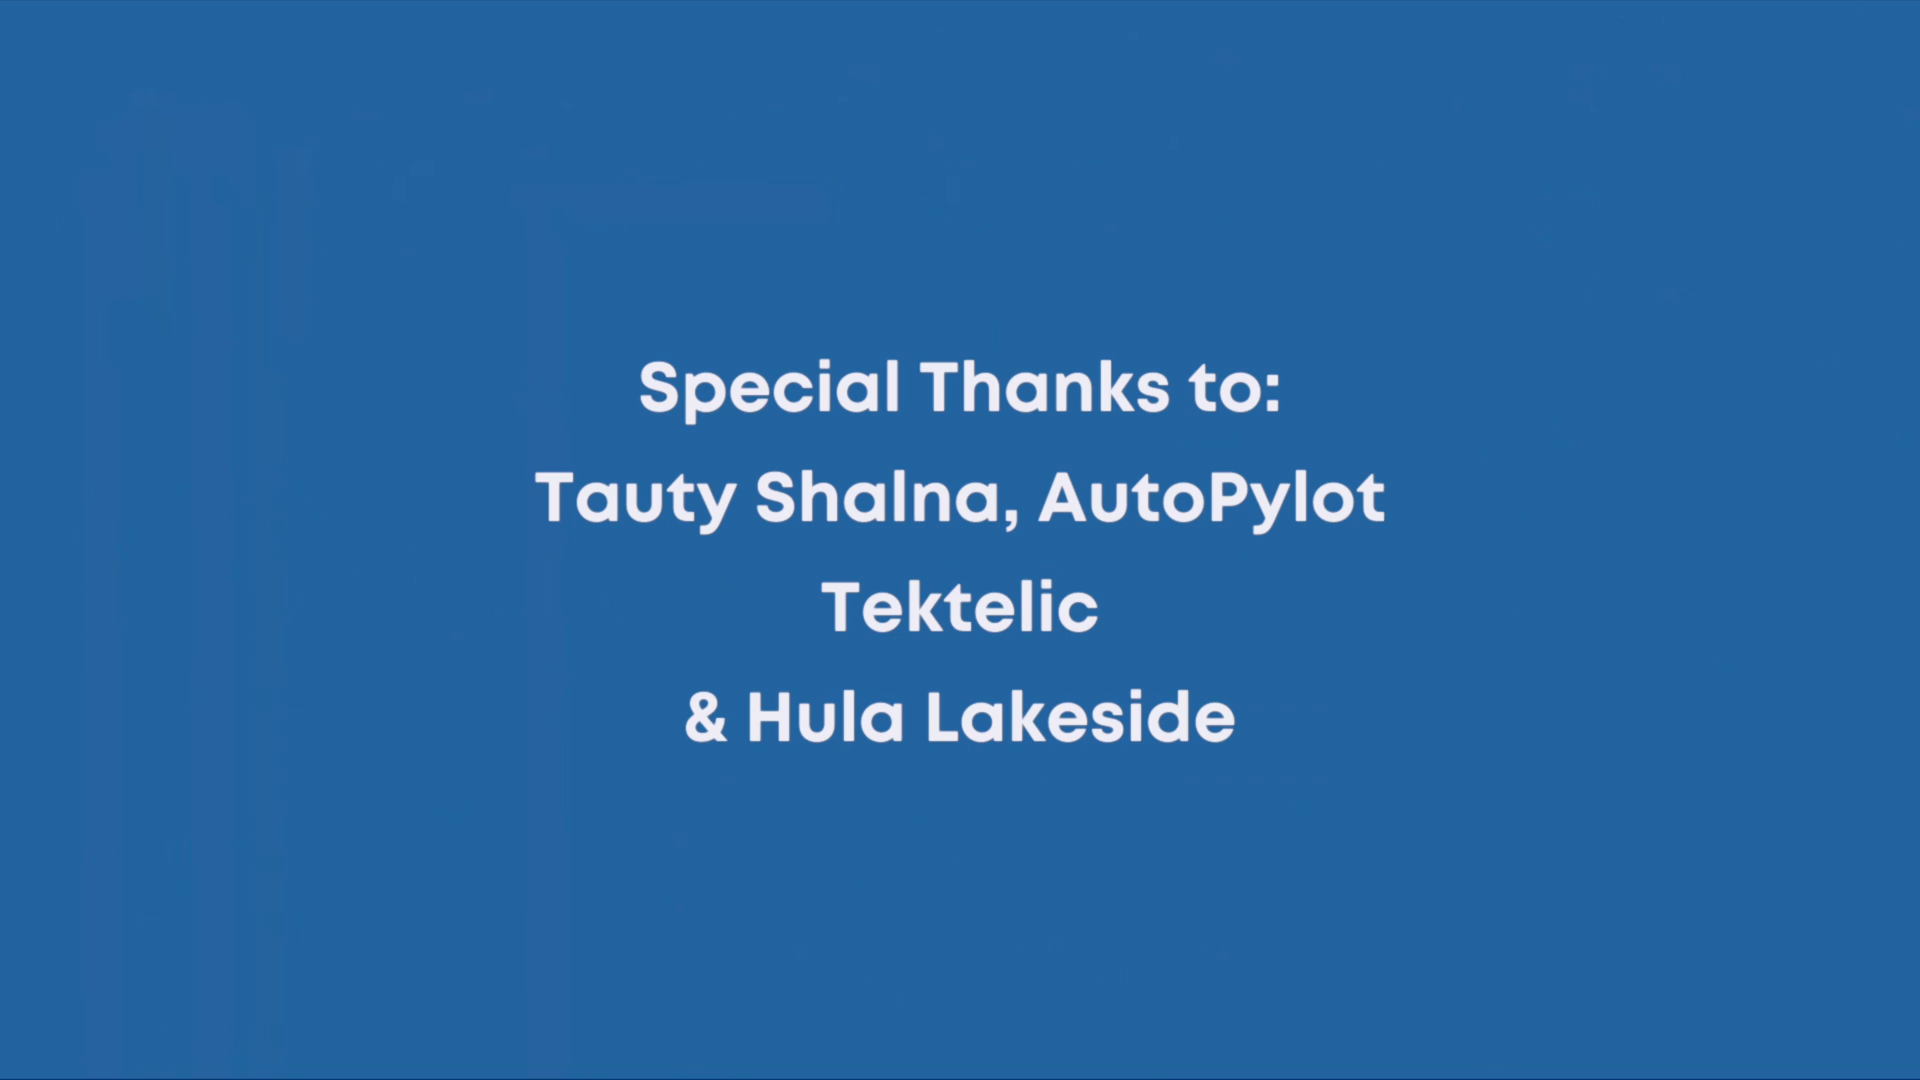 Special Thanks to:
Tauty Shalna, AutoPylot
Tektelic
& Hula Lakeside